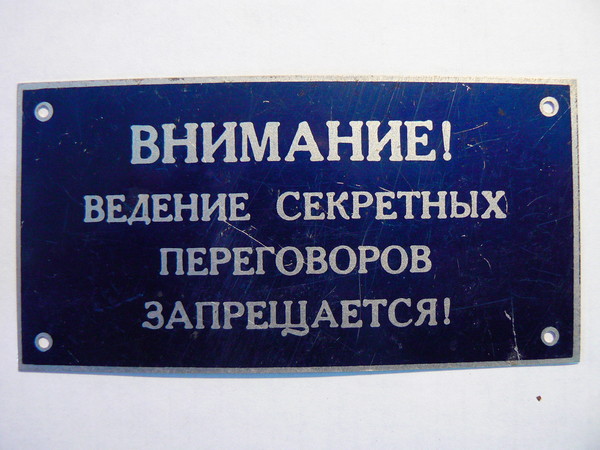 ВНИМАНИЕ!
ВЕДЕНИЕ СЕКРЕТНЫХ
ПЕРЕГОВОРОВ
ЗАПРЕЩАЕТСЯ!